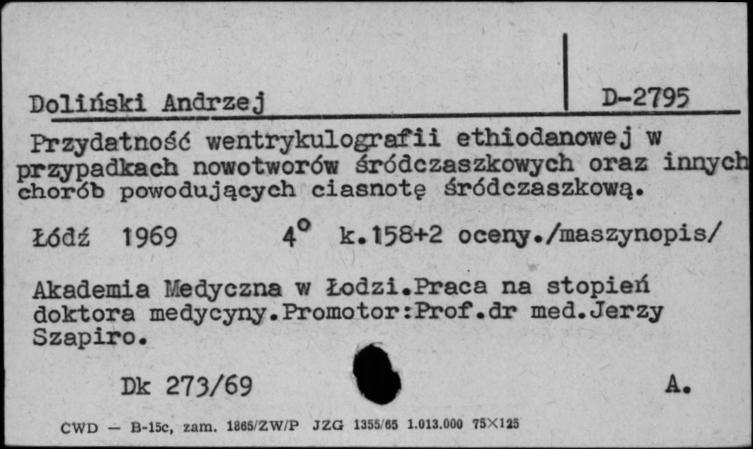 Doliński Andrzej D-2795
Przydatność wentrykulografii ethiodanowej w
przypadkach nowotworów śródczaszkowych oraz innych
chorób powodujących ciasnotę śródczaszkową.
Łódź 1969 4° k.158+2 oceny./maszynopis/
Akademia Medyczna w Łodzi.Praca na stopień
doktora medycyny.Promotor:Prof.dr med.Jerzy
Szapiro.
Dk 273/69 A.
CWD — B-15c, zam. 1865/ZW/P JZG 1355/65 1.013.000 75×125